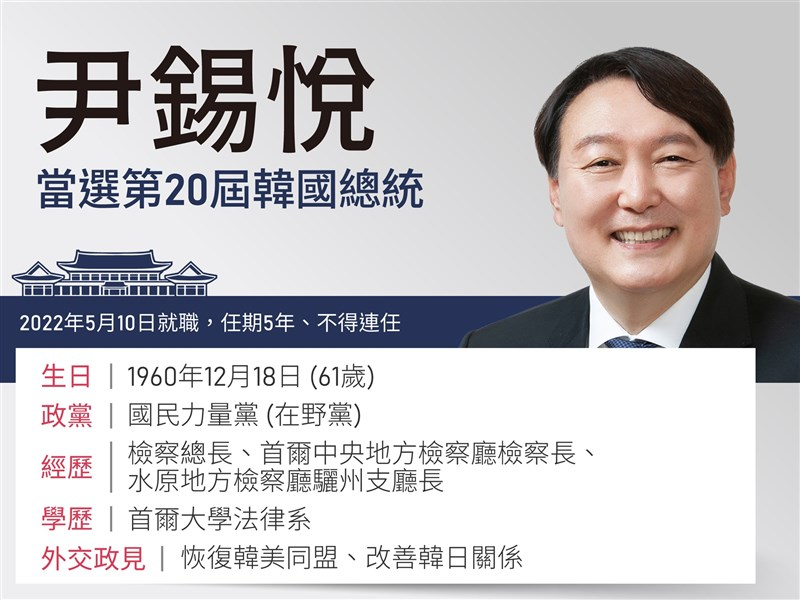 尹錫悅
當選第20屆韓國總統
2022年5月10日就職，任期5年、不得連任
生日｜1960年12月18日 (61歲)
政黨｜國民力量黨 (在野黨)
經歷｜檢察總長、首爾中央地方檢察廳檢察長、
水原地方檢察廳驪州支廳長
學歷｜首爾大學法律系
外交政見｜恢復韓美同盟、改善韓日關係